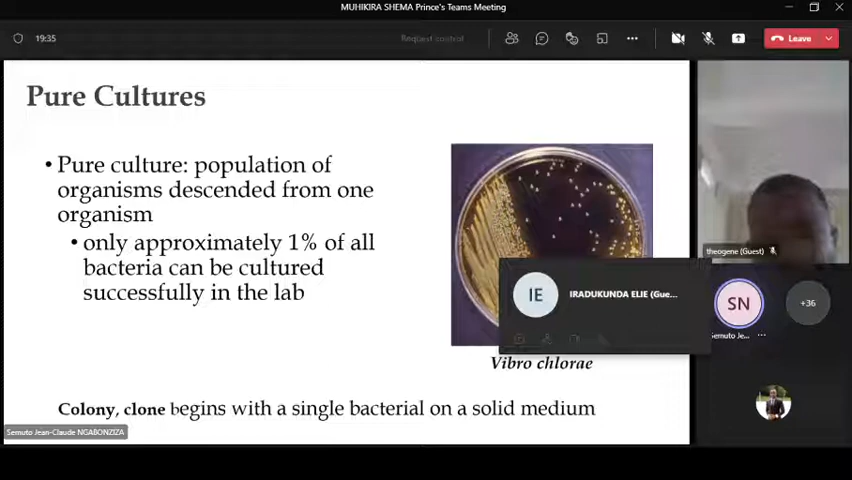 MUHIKIRA SHEMA Prince's Teams Meeting
19:35
Request control
Leave
Pure Cultures
• Pure culture: population of
organisms descended from one
organism
• only approximately 1% of all
bacteria can be cultured
successfully in the lab
theogene (Guest)
IE
IRADUKUNDA ELIE (Gue...
SN
+36
Semuto Je...
Vibro chlorae
Colony, clone begins with a single bacterial on a solid medium
Semuto Jean-Claude NGABONZIZA